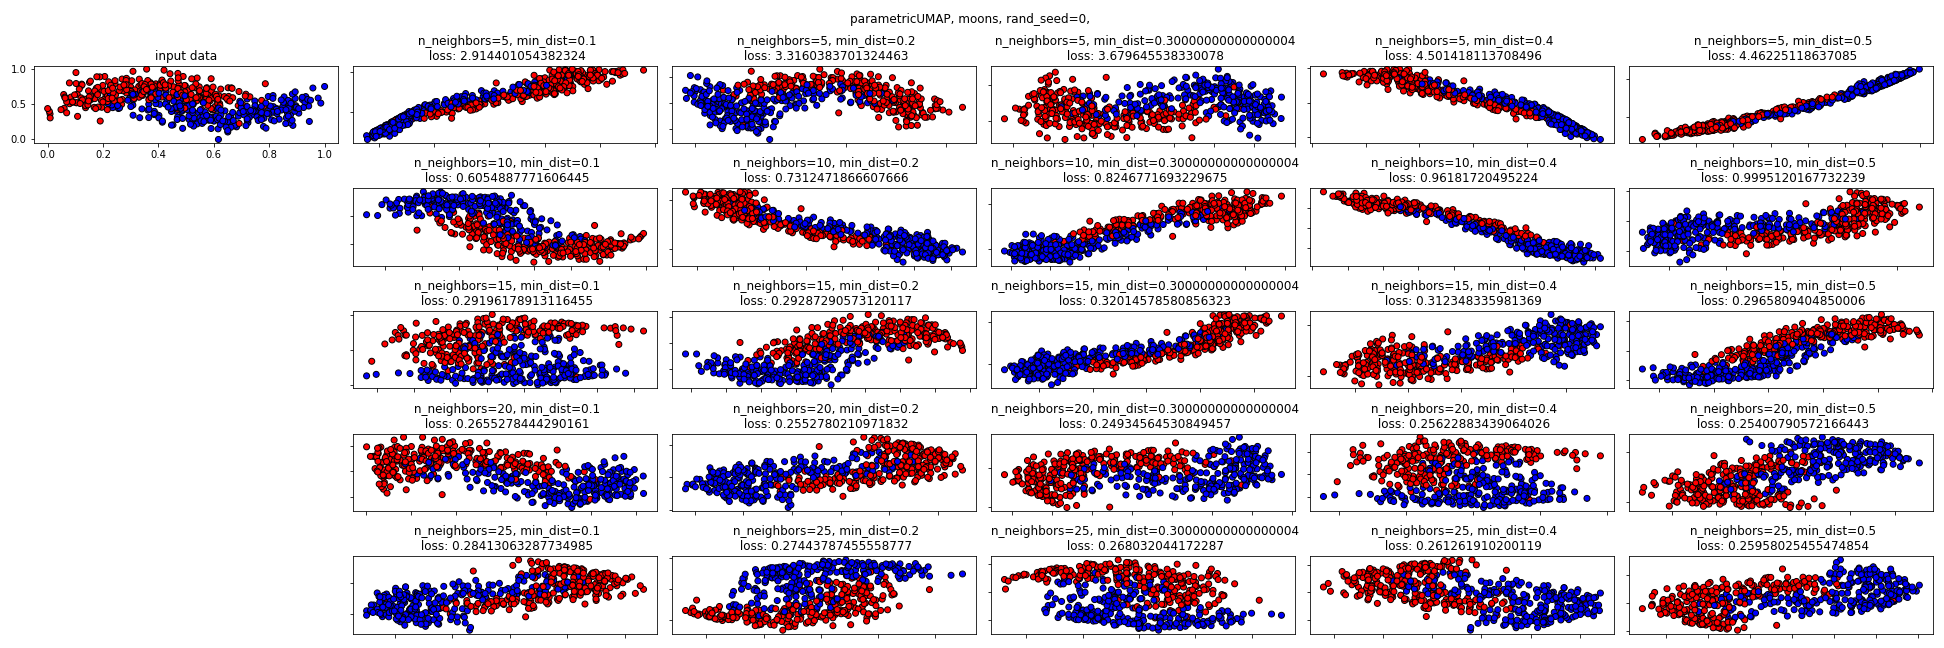 parametricUMAP, moons, rand_seed=0,
input data
1.0
0.5
0.0
0.0 0.2 0.4 0.6 0.8 1.0
n_neighbors=5, min_dist=0.1
loss: 2.914401054382324
n_neighbors=5, min_dist=0.2
loss: 3.3160383701324463
n_neighbors=5, min_dist=0.30000000000000004
loss: 3.679645538330078
n_neighbors=5, min_dist=0.4
loss: 4.501418113708496
n_neighbors=5, min_dist=0.5
loss: 4.46225118637085
n_neighbors=10, min_dist=0.1
loss: 0.6054887771606445
n_neighbors=10, min_dist=0.2
loss: 0.7312471866607666
n_neighbors=10, min_dist=0.30000000000000004
loss: 0.8246771693229675
n_neighbors=10, min_dist=0.4
loss: 0.96181720495224
n_neighbors=10, min_dist=0.5
loss: 0.9995120167732239
n_neighbors=15, min_dist=0.1
loss: 0.29196178913116455
n_neighbors=15, min_dist=0.2
loss: 0.29287290573120117
n_neighbors=15, min_dist=0.30000000000000004
loss: 0.32014578580856323
n_neighbors=15, min_dist=0.4
loss: 0.312348335981369
n_neighbors=15, min_dist=0.5
loss: 0.2965809404850006
n_neighbors=20, min_dist=0.1
loss: 0.2655278444290161
n_neighbors=20, min_dist=0.2
loss: 0.2552780210971832
n_neighbors=20, min_dist=0.30000000000000004
loss: 0.24934564530849457
n_neighbors=20, min_dist=0.4
loss: 0.25622883439064026
n_neighbors=20, min_dist=0.5
loss: 0.25400790572166443
n_neighbors=25, min_dist=0.1
loss: 0.28413063287734985
n_neighbors=25, min_dist=0.2
loss: 0.27443787455558777
n_neighbors=25, min_dist=0.30000000000000004
loss: 0.268032044172287
n_neighbors=25, min_dist=0.4
loss: 0.261261910200119
n_neighbors=25, min_dist=0.5
loss: 0.25958025455474854